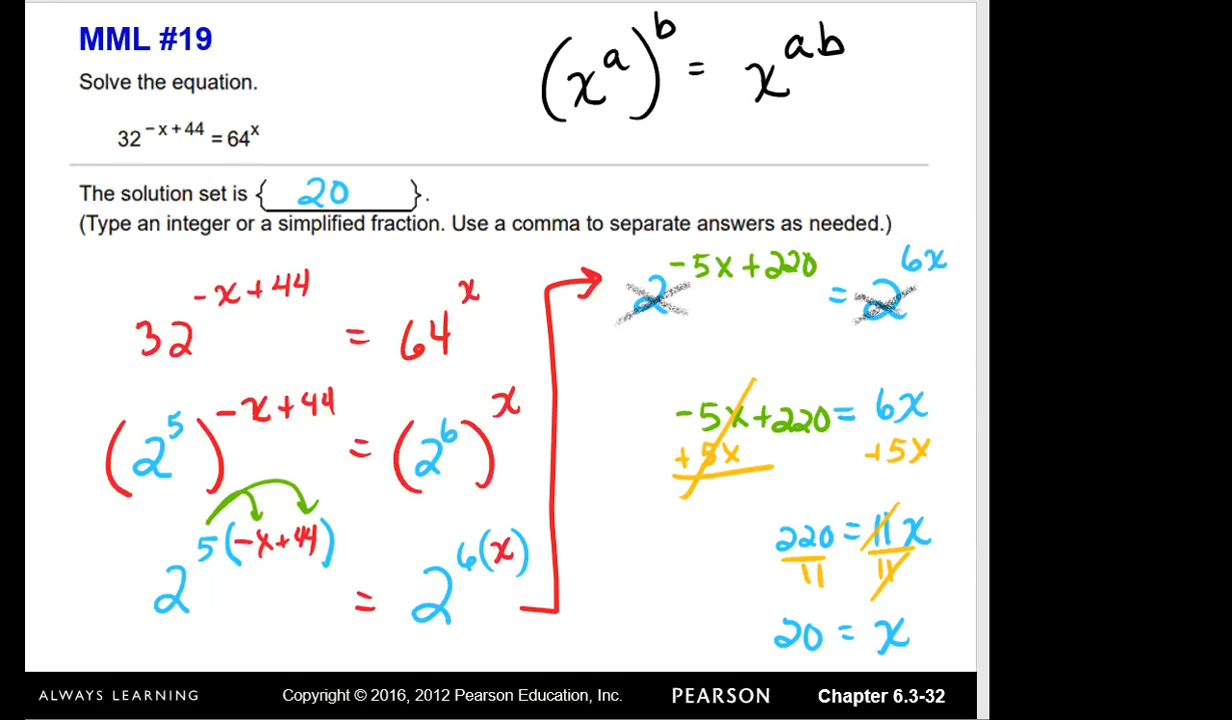 MML #19
(x^a)^b = x^ab
Solve the equation.
32^(-x+44) = 64^x
The solution set is { 20 }.
(Type an integer or a simplified fraction. Use a comma to separate answers as needed.)
32^(-x+44) = 64^x
(2^5)^(-x+44) = (2^6)^x
2^(5(-x+44)) = 2^(6(x))
2^(-5x+220) = 2^(6x)
-5x+220 = 6x
+5x +5x
220 = 11x
11 11
20 = x
ALWAYS LEARNING
Copyright © 2016, 2012 Pearson Education, Inc.
PEARSON
Chapter 6.3-32